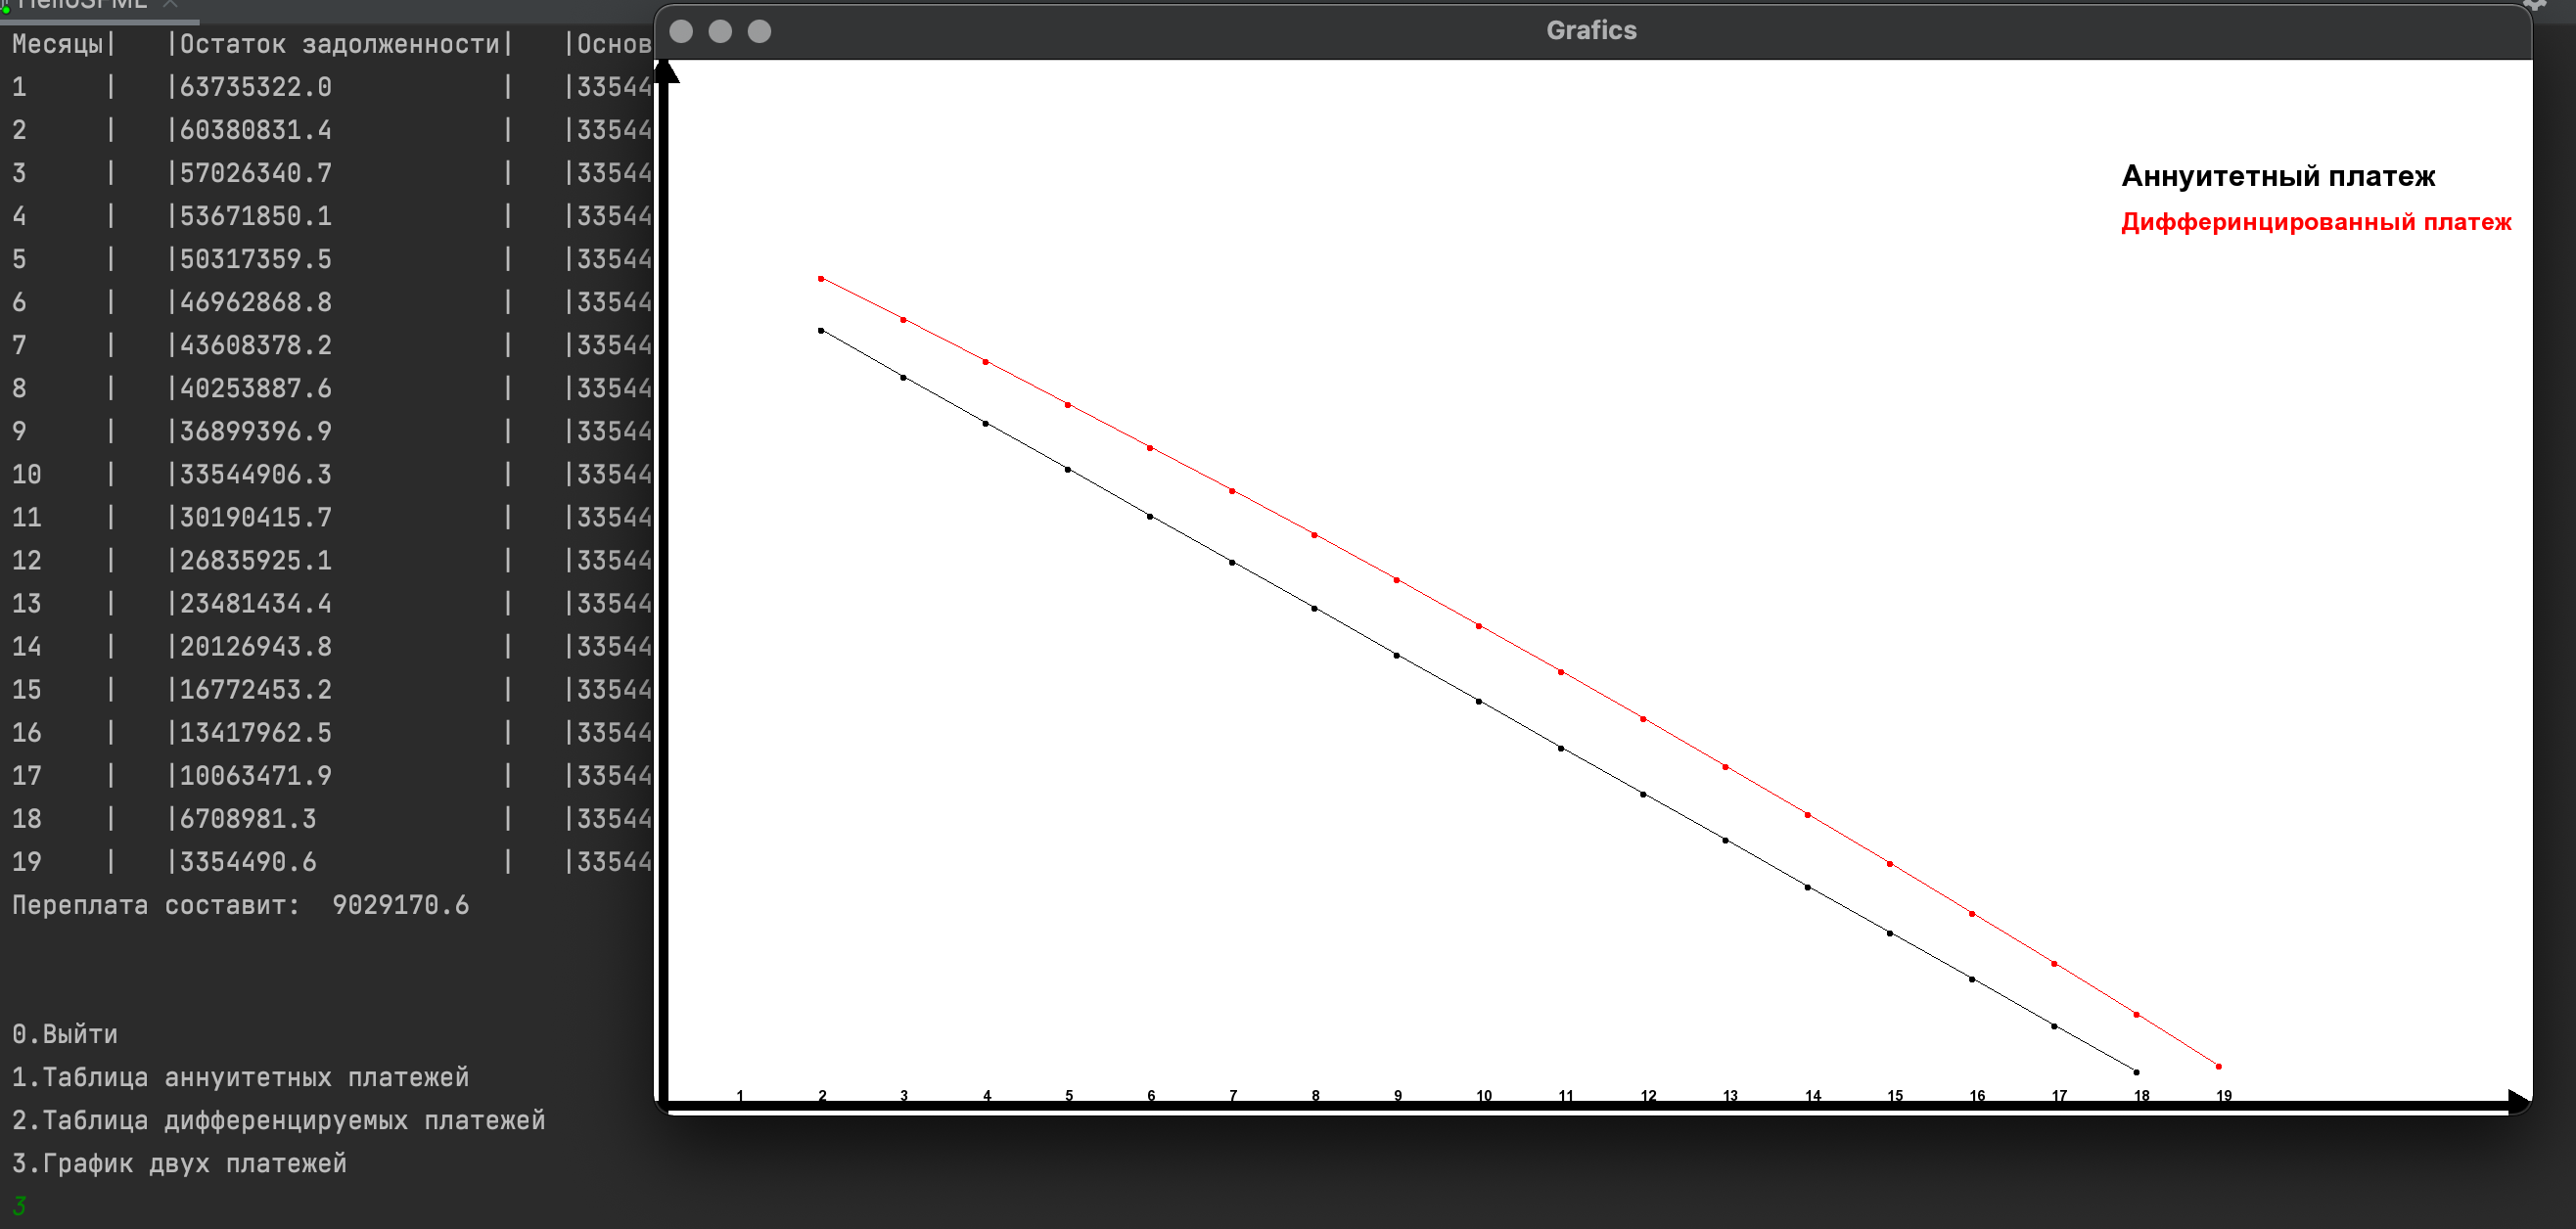 HelloSFML ×
Месяцы|   |Остаток задолженности|   |Основ
1     |   |63735322.0           |   |33544
2     |   |60380831.4           |   |33544
3     |   |57026340.7           |   |33544
4     |   |53671850.1           |   |33544
5     |   |50317359.5           |   |33544
6     |   |46962868.8           |   |33544
7     |   |43608378.2           |   |33544
8     |   |40253887.6           |   |33544
9     |   |36899396.9           |   |33544
10    |   |33544906.3           |   |33544
11    |   |30190415.7           |   |33544
12    |   |26835925.1           |   |33544
13    |   |23481434.4           |   |33544
14    |   |20126943.8           |   |33544
15    |   |16772453.2           |   |33544
16    |   |13417962.5           |   |33544
17    |   |10063471.9           |   |33544
18    |   |6708981.3            |   |33544
19    |   |3354490.6            |   |33544
Переплата составит:  9029170.6
0.Выйти
1.Таблица аннуитетных платежей
2.Таблица дифференцируемых платежей
3.График двух платежей
3
Grafics
Аннуитетный платеж
Дифферинцированный платеж
1 2 3 4 5 6 7 8 9 10 11 12 13 14 15 16 17 18 19